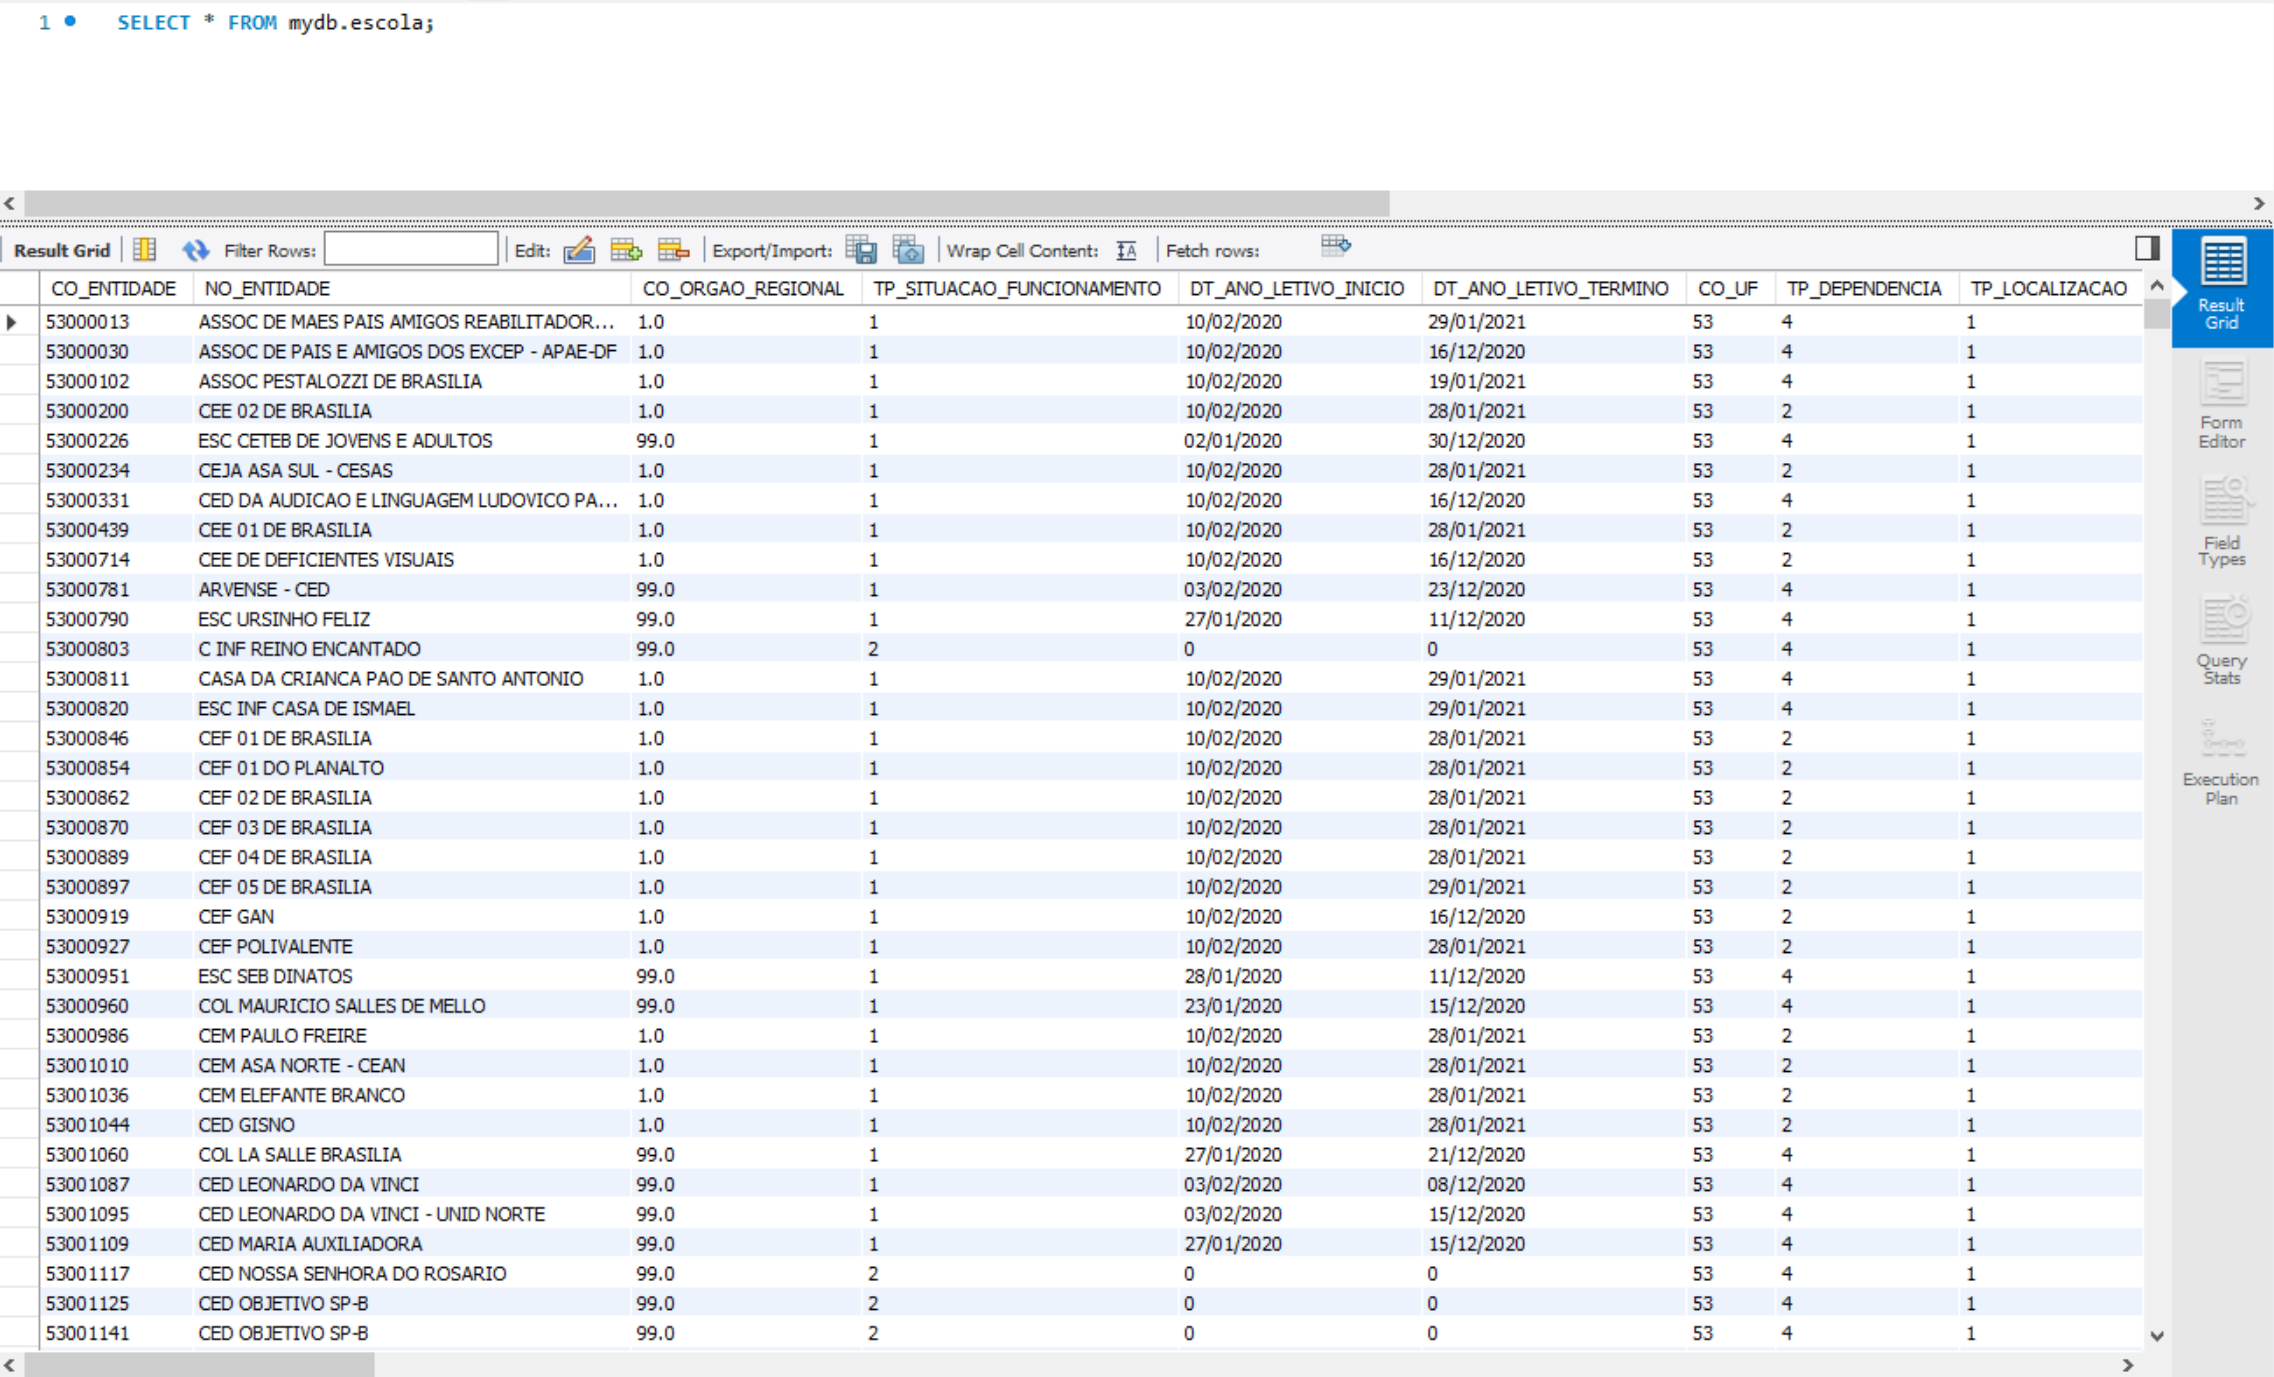 1 SELECT * FROM mydb.escola;
Result Grid Filter Rows: Edit: Export/Import: Wrap Cell Content: Fetch rows:
CO_ENTIDADE NO_ENTIDADE CO_ORGAO_REGIONAL TP_SITUACAO_FUNCIONAMENTO DT_ANO_LETIVO_INICIO DT_ANO_LETIVO_TERMINO CO_UF TP_DEPENDENCIA TP_LOCALIZACAO
53000013 ASSOC DE MAES PAIS AMIGOS REABILITADOR... 1.0 1 10/02/2020 29/01/2021 53 4 1
53000030 ASSOC DE PAIS E AMIGOS DOS EXCEP - APAE-DF 1.0 1 10/02/2020 16/12/2020 53 4 1
53000102 ASSOC PESTALOZZI DE BRASILIA 1.0 1 10/02/2020 19/01/2021 53 4 1
53000200 CEE 02 DE BRASILIA 1.0 1 10/02/2020 28/01/2021 53 2 1
53000226 ESC CETEB DE JOVENS E ADULTOS 99.0 1 02/01/2020 30/12/2020 53 4 1
53000234 CEJA ASA SUL - CESAS 1.0 1 10/02/2020 28/01/2021 53 2 1
53000331 CED DA AUDICAO E LINGUAGEM LUDOVICO PA... 1.0 1 10/02/2020 16/12/2020 53 4 1
53000439 CEE 01 DE BRASILIA 1.0 1 10/02/2020 28/01/2021 53 2 1
53000714 CEE DE DEFICIENTES VISUAIS 1.0 1 10/02/2020 16/12/2020 53 2 1
53000781 ARVENSE - CED 99.0 1 03/02/2020 23/12/2020 53 4 1
53000790 ESC URSINHO FELIZ 99.0 1 27/01/2020 11/12/2020 53 4 1
53000803 C INF REINO ENCANTADO 99.0 2 0 0 53 4 1
53000811 CASA DA CRIANCA PAO DE SANTO ANTONIO 1.0 1 10/02/2020 29/01/2021 53 4 1
53000820 ESC INF CASA DE ISMAEL 1.0 1 10/02/2020 29/01/2021 53 4 1
53000846 CEF 01 DE BRASILIA 1.0 1 10/02/2020 28/01/2021 53 2 1
53000854 CEF 01 DO PLANALTO 1.0 1 10/02/2020 28/01/2021 53 2 1
53000862 CEF 02 DE BRASILIA 1.0 1 10/02/2020 28/01/2021 53 2 1
53000870 CEF 03 DE BRASILIA 1.0 1 10/02/2020 28/01/2021 53 2 1
53000889 CEF 04 DE BRASILIA 1.0 1 10/02/2020 28/01/2021 53 2 1
53000897 CEF 05 DE BRASILIA 1.0 1 10/02/2020 29/01/2021 53 2 1
53000919 CEF GAN 1.0 1 10/02/2020 16/12/2020 53 2 1
53000927 CEF POLIVALENTE 1.0 1 10/02/2020 28/01/2021 53 2 1
53000951 ESC SEB DINATOS 99.0 1 28/01/2020 11/12/2020 53 4 1
53000960 COL MAURICIO SALLES DE MELLO 99.0 1 23/01/2020 15/12/2020 53 4 1
53000986 CEM PAULO FREIRE 1.0 1 10/02/2020 28/01/2021 53 2 1
53001010 CEM ASA NORTE - CEAN 1.0 1 10/02/2020 28/01/2021 53 2 1
53001036 CEM ELEFANTE BRANCO 1.0 1 10/02/2020 28/01/2021 53 2 1
53001044 CED GISNO 1.0 1 10/02/2020 28/01/2021 53 2 1
53001060 COL LA SALLE BRASILIA 99.0 1 27/01/2020 21/12/2020 53 4 1
53001087 CED LEONARDO DA VINCI 99.0 1 03/02/2020 08/12/2020 53 4 1
53001095 CED LEONARDO DA VINCI - UNID NORTE 99.0 1 03/02/2020 15/12/2020 53 4 1
53001109 CED MARIA AUXILIADORA 99.0 1 27/01/2020 15/12/2020 53 4 1
53001117 CED NOSSA SENHORA DO ROSARIO 99.0 2 0 0 53 4 1
53001125 CED OBJETIVO SP-B 99.0 2 0 0 53 4 1
53001141 CED OBJETIVO SP-B 99.0 2 0 0 53 4 1
Result
Grid
Form
Editor
Field
Types
Query
Stats
Execution
Plan